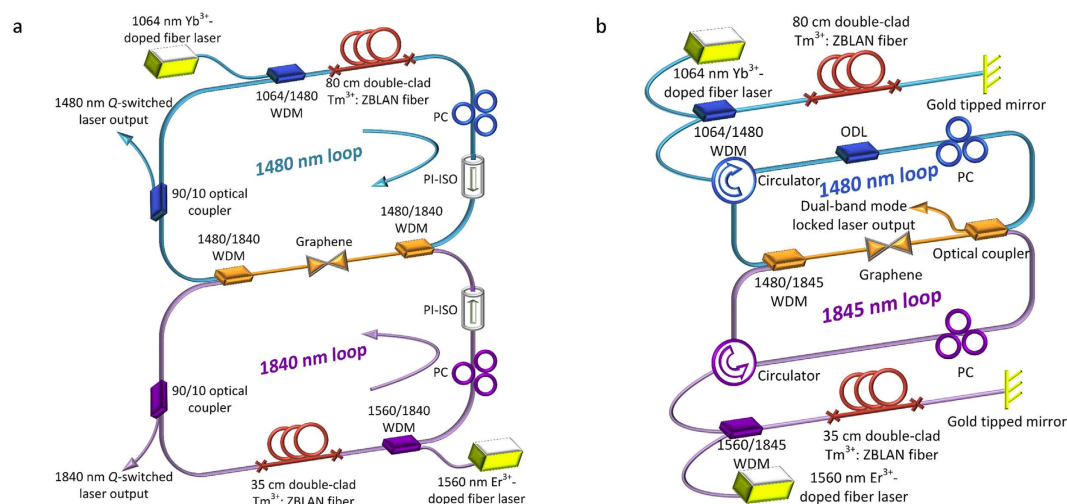 a
1064 nm Yb³⁺-
doped fiber laser
80 cm double-clad
Tm³⁺: ZBLAN fiber
1064/1480
WDM
1480 nm Q-switched
laser output
PC
1480 nm loop
PI-ISO
90/10 optical
coupler
1480/1840
WDM
Graphene
1480/1840
WDM
PI-ISO
1840 nm loop
PC
90/10 optical
coupler
1560/1840
WDM
1840 nm Q-switched
laser output
35 cm double-clad
Tm³⁺: ZBLAN fiber
1560 nm Er³⁺-
doped fiber laser
b
80 cm double-clad
Tm³⁺: ZBLAN fiber
1064 nm Yb³⁺-
doped fiber laser
Gold tipped mirror
1064/1480
WDM
ODL
PC
Circulator
1480 nm loop
Dual-band mode
locked laser output
Optical coupler
1480/1845
WDM
Graphene
1845 nm loop
Circulator
PC
Gold tipped mirror
1560/1845
WDM
35 cm double-clad
Tm³⁺: ZBLAN fiber
1560 nm Er³⁺-
doped fiber laser